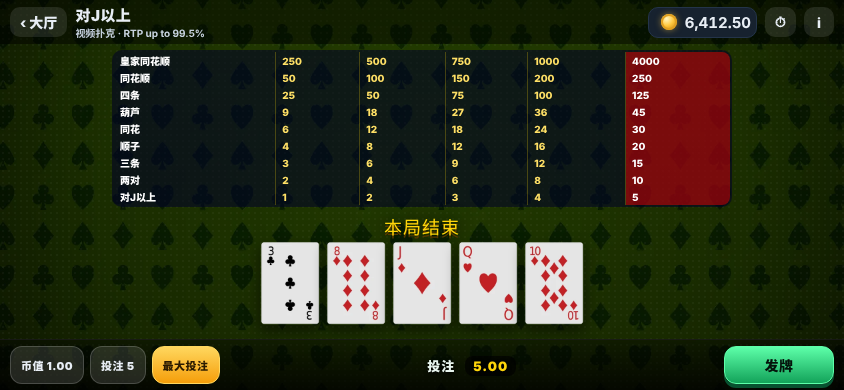 ‹ 大厅
对J以上
视频扑克 · RTP up to 99.5%
6,412.50
i
皇家同花顺 250 500 750 1000 4000
同花顺 50 100 150 200 250
四条 25 50 75 100 125
葫芦 9 18 27 36 45
同花 6 12 18 24 30
顺子 4 8 12 16 20
三条 3 6 9 12 15
两对 2 4 6 8 10
对J以上 1 2 3 4 5
本局结束
3 8 J Q 10
3 8 J Q 10
币值 1.00
投注 5
最大投注
投注 5.00
发牌